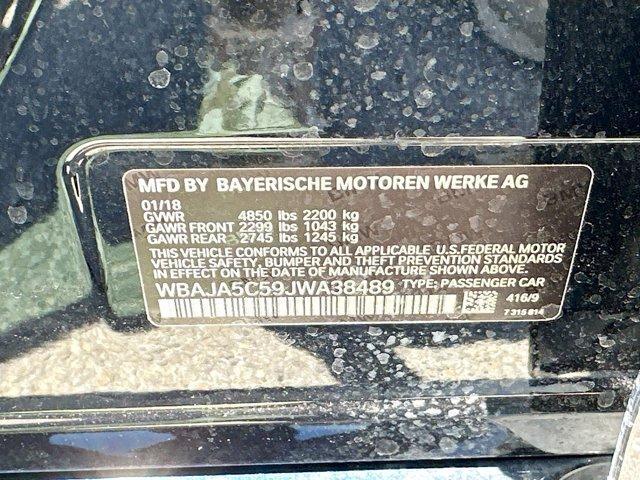 MFD BY BAYERISCHE MOTOREN WERKE AG
01/18
GVWR 4850 lbs 2200 kg
GAWR FRONT 2299 lbs 1043 kg
GAWR REAR 2745 lbs 1245 kg
THIS VEHICLE CONFORMS TO ALL APPLICABLE U.S.FEDERAL MOTOR
VEHICLE SAFETY, BUMPER AND THEFT PREVENTION STANDARDS
IN EFFECT ON THE DATE OF MANUFACTURE SHOWN ABOVE.
WBAJA5C59JWA38489 TYPE: PASSENGER CAR
416/9
7 315 814